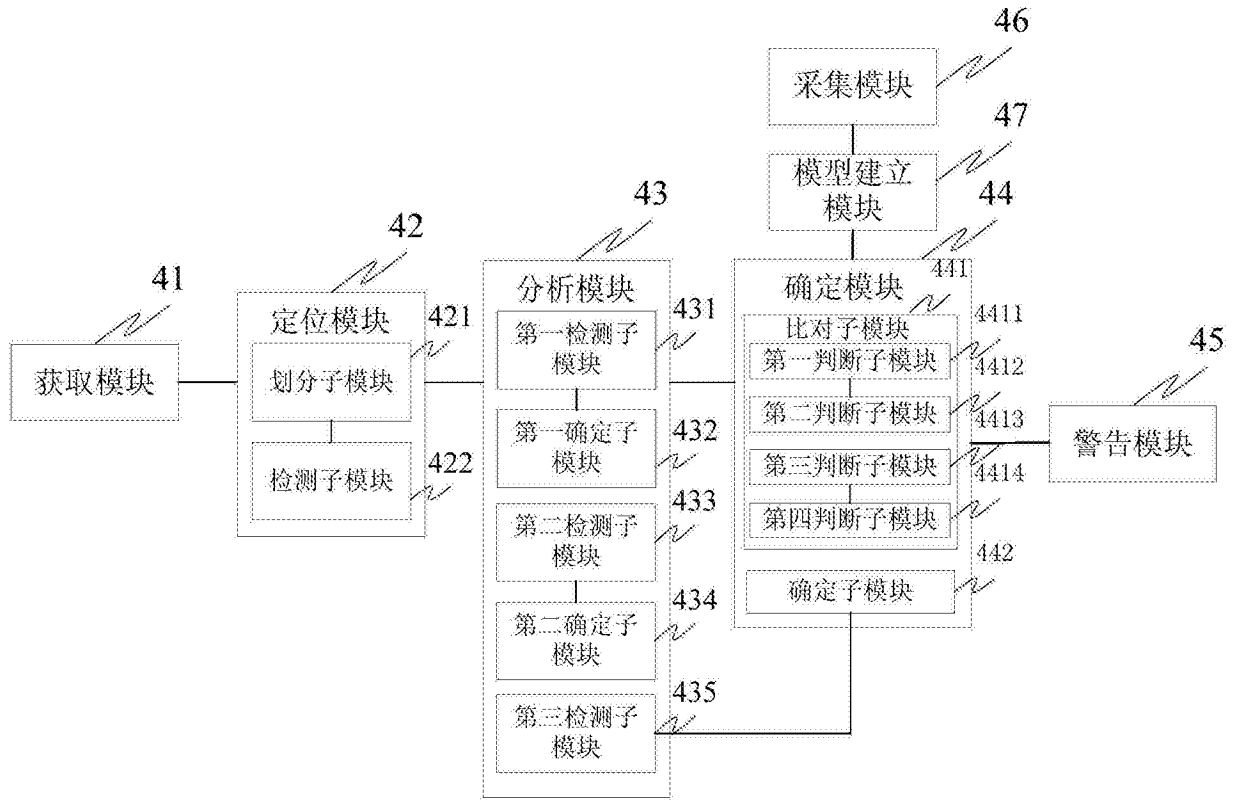 46
采集模块
47
模型建立
模块
43
44
42
441
41
分析模块
确定模块
定位模块
421
431
比对子模块
4411
第一检测子
模块
第一判断子模块
45
获取模块
划分子模块
4412
第二判断子模块
4413
第一确定子
模块
432
警告模块
检测子模块
422
第三判断子模块
4414
第二检测子
模块
433
第四判断子模块
442
确定子模块
第二确定子
模块
434
435
第三检测子
模块